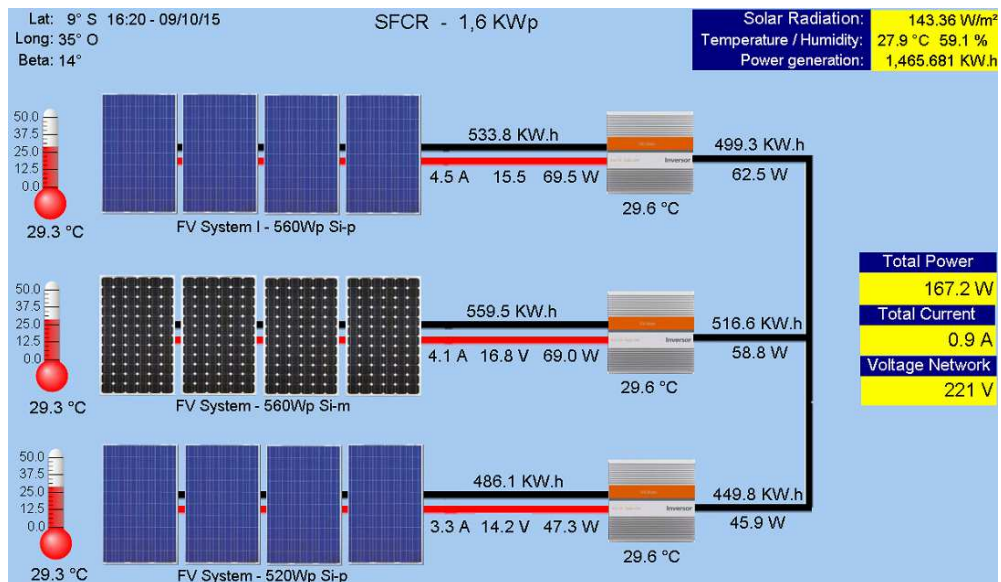 Lat: 9° S 16:20 - 09/10/15
Long: 35° O
Beta: 14°
SFCR - 1,6 KWp
Solar Radiation: 143.36 W/m²
Temperature / Humidity: 27.9 °C 59.1 %
Power generation: 1,465.681 KW.h
50.0
37.5
25.0
12.5
0.0
29.3 °C
FV System I - 560Wp Si-p
533.8 KW.h
4.5 A 15.5 69.5 W
Inversor
29.6 °C
499.3 KW.h
62.5 W
50.0
37.5
25.0
12.5
0.0
29.3 °C
FV System - 560Wp Si-m
559.5 KW.h
4.1 A 16.8 V 69.0 W
Inversor
29.6 °C
516.6 KW.h
58.8 W
Total Power
167.2 W
Total Current
0.9 A
Voltage Network
221 V
50.0
37.5
25.0
12.5
0.0
29.3 °C
FV System - 520Wp Si-p
486.1 KW.h
3.3 A 14.2 V 47.3 W
Inversor
29.6 °C
449.8 KW.h
45.9 W